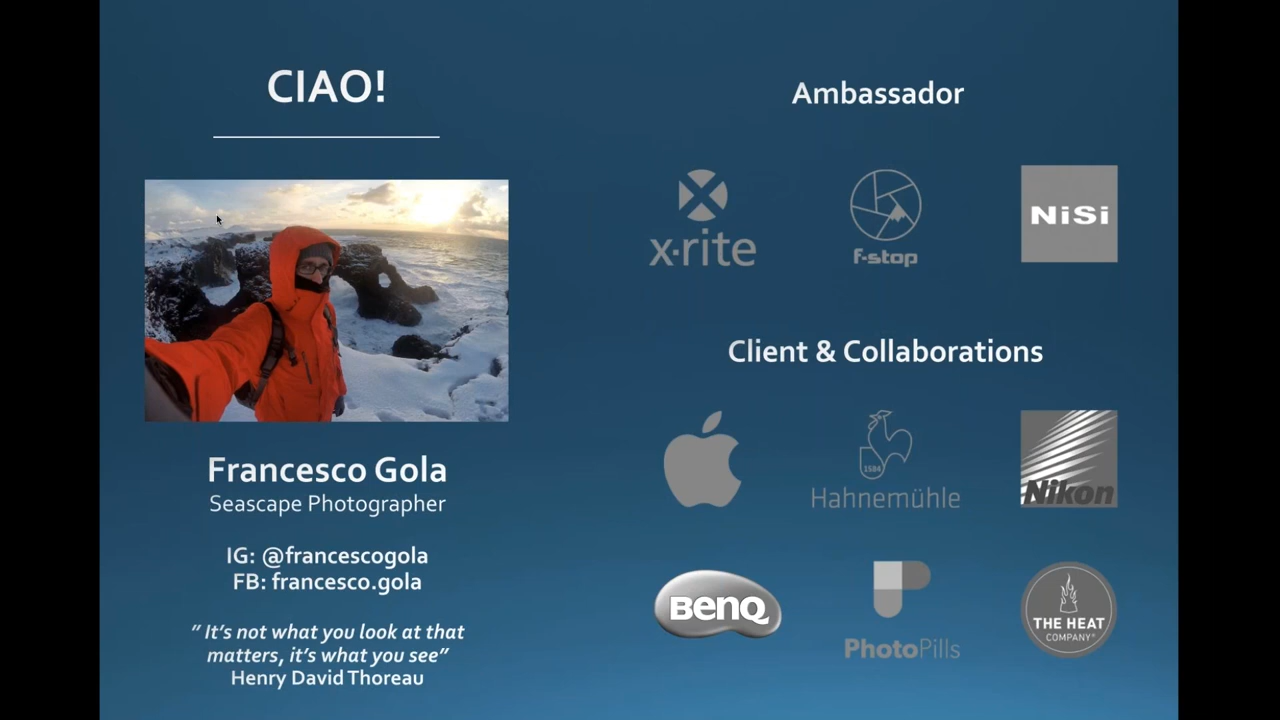 CIAO!
Francesco Gola
Seascape Photographer
IG: @francescogola
FB: francesco.gola
” It’s not what you look at that
matters, it’s what you see”
Henry David Thoreau
Ambassador
x·rite
f-stop
NiSi
Client & Collaborations
1584
Hahnemühle
Nikon
BenQ
PhotoPills
THE HEAT
COMPANY®